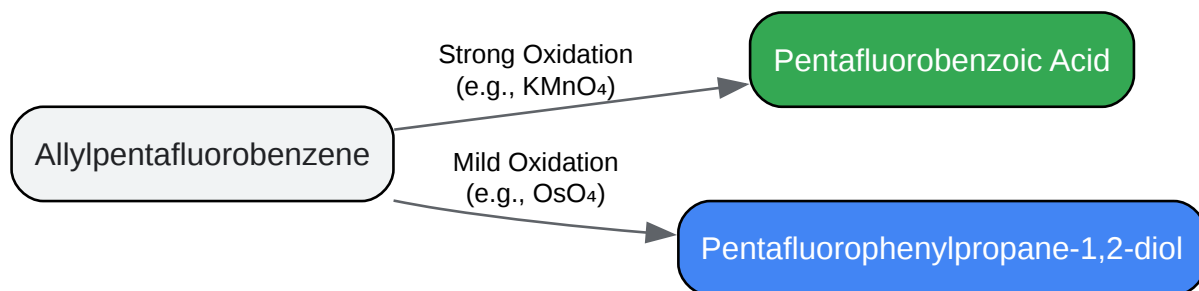 Strong Oxidation
(e.g., KMnO₄)
Pentafluorobenzoic Acid
Allylpentafluorobenzene
Mild Oxidation
(e.g., OsO₄)
Pentafluorophenylpropane-1,2-diol